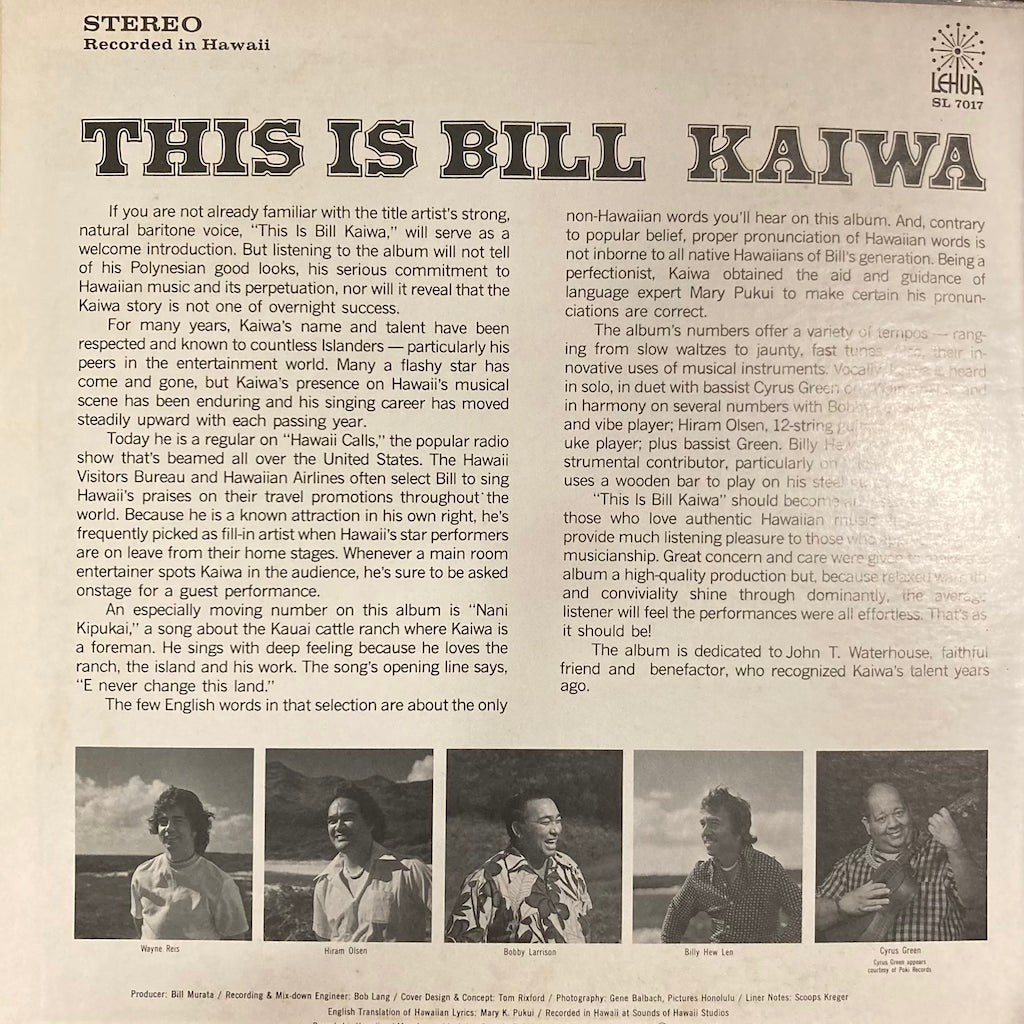 STEREO
Recorded in Hawaii
LEHUA
SL 7017
THIS IS BILL KAIWA
If you are not already familiar with the title artist's strong,
natural baritone voice, "This Is Bill Kaiwa," will serve as a
welcome introduction. But listening to the album will not tell
of his Polynesian good looks, his serious commitment to
Hawaiian music and its perpetuation, nor will it reveal that the
Kaiwa story is not one of overnight success.
For many years, Kaiwa's name and talent have been
respected and known to countless Islanders — particularly his
peers in the entertainment world. Many a flashy star has
come and gone, but Kaiwa's presence on Hawaii's musical
scene has been enduring and his singing career has moved
steadily upward with each passing year.
Today he is a regular on "Hawaii Calls," the popular radio
show that's beamed all over the United States. The Hawaii
Visitors Bureau and Hawaiian Airlines often select Bill to sing
Hawaii's praises on their travel promotions throughout the
world. Because he is a known attraction in his own right, he's
frequently picked as fill-in artist when Hawaii's star performers
are on leave from their home stages. Whenever a main room
entertainer spots Kaiwa in the audience, he's sure to be asked
onstage for a guest performance.
An especially moving number on this album is "Nani
Kipukai," a song about the Kauai cattle ranch where Kaiwa is
a foreman. He sings with deep feeling because he loves the
ranch, the island and his work. The song's opening line says,
"E never change this land."
The few English words in that selection are about the only
non-Hawaiian words you'll hear on this album. And, contrary
to popular belief, proper pronunciation of Hawaiian words is
not inborne to all native Hawaiians of Bill's generation. Being a
perfectionist, Kaiwa obtained the aid and guidance of
language expert Mary Pukui to make certain his pronun-
ciations are correct.
The album's numbers offer a variety of tempos — rang-
ing from slow waltzes to jaunty, fast tunes. their in-
novative uses of musical instruments. Vocally, is heard
in solo, in duet with bassist Cyrus Green and
in harmony on several numbers with
and vibe player; Hiram Olsen, 12-string
uke player; plus bassist Green. Billy
strumental contributor, particularly on
uses a wooden bar to play on his steel
"This Is Bill Kaiwa" should become
those who love authentic Hawaiian music
provide much listening pleasure to those who
musicianship. Great concern and care were given to
album a high-quality production but, because relaxed warmth
and conviviality shine through dominantly, the average
listener will feel the performances were all effortless. That's as
it should be!
The album is dedicated to John T. Waterhouse, faithful
friend and benefactor, who recognized Kaiwa's talent years
ago.
Wayne Reis
Hiram Olsen
Bobby Larrison
Billy Hew Len
Cyrus Green
Cyrus Green appears
courtesy of Poki Records
Producer: Bill Murata / Recording & Mix-down Engineer: Bob Lang / Cover Design & Concept: Tom Rixford / Photography: Gene Balbach, Pictures Honolulu / Liner Notes: Scoops Kreger
English Translation of Hawaiian Lyrics: Mary K. Pukui / Recorded in Hawaii at Sounds of Hawaii Studios